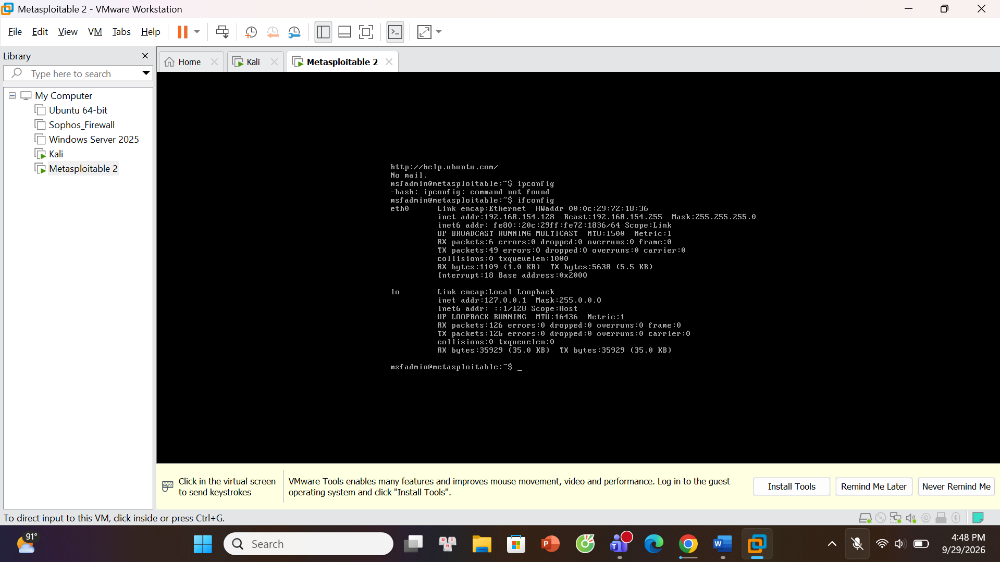 Metasploitable 2 - VMware Workstation
File Edit View VM Tabs Help
Library
Type here to search
My Computer
Ubuntu 64-bit
Sophos_Firewall
Windows Server 2025
Kali
Metasploitable 2
Home
Kali
Metasploitable 2
http://help.ubuntu.com/
No mail.
msfadmin@metasploitable:~$ ipconfig
-bash: ipconfig: command not found
msfadmin@metasploitable:~$ ifconfig
eth0 Link encap:Ethernet HWaddr 00:0c:29:72:18:36
inet addr:192.168.154.128 Bcast:192.168.154.255 Mask:255.255.255.0
inet6 addr: fe80::20c:29ff:fe72:1836/64 Scope:Link
UP BROADCAST RUNNING MULTICAST MTU:1500 Metric:1
RX packets:6 errors:0 dropped:0 overruns:0 frame:0
TX packets:49 errors:0 dropped:0 overruns:0 carrier:0
collisions:0 txqueuelen:1000
RX bytes:1109 (1.0 KB) TX bytes:5638 (5.5 KB)
Interrupt:18 Base address:0x2000
lo Link encap:Local Loopback
inet addr:127.0.0.1 Mask:255.0.0.0
inet6 addr: ::1/128 Scope:Host
UP LOOPBACK RUNNING MTU:16436 Metric:1
RX packets:126 errors:0 dropped:0 overruns:0 frame:0
TX packets:126 errors:0 dropped:0 overruns:0 carrier:0
collisions:0 txqueuelen:0
RX bytes:35929 (35.0 KB) TX bytes:35929 (35.0 KB)
msfadmin@metasploitable:~$ _
Click in the virtual screen
to send keystrokes
VMware Tools enables many features and improves mouse movement, video and performance. Log in to the guest
operating system and click "Install Tools".
Install Tools
Remind Me Later
Never Remind Me
To direct input to this VM, click inside or press Ctrl+G.
91°
Search
4:48 PM
9/29/2026